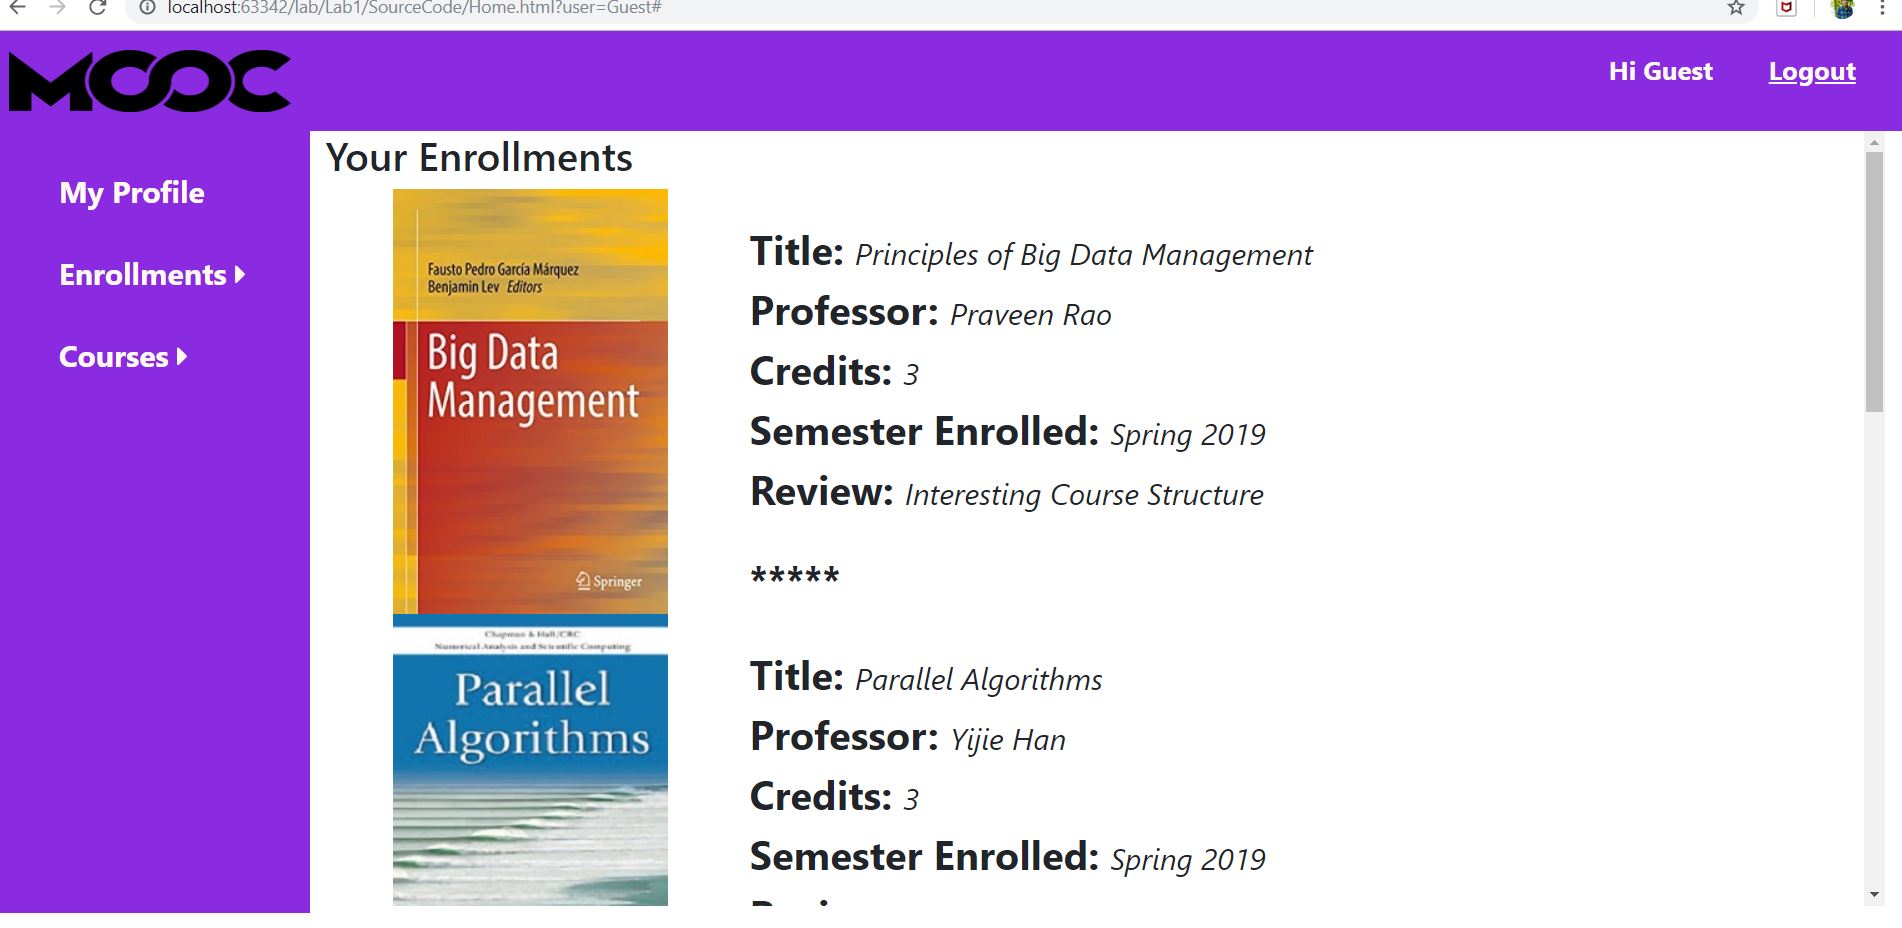 localhost:63342/lab/Lab1/SourceCode/Home.html?user=Guest#
MOOC
Hi Guest
Logout
My Profile
Enrollments
Courses
Your Enrollments
Fausto Pedro García Márquez
Benjamin Lev Editors
Big Data
Management
Springer
Title: Principles of Big Data Management
Professor: Praveen Rao
Credits: 3
Semester Enrolled: Spring 2019
Review: Interesting Course Structure
*****
Chapman & Hall/CRC
Numerical Analysis and Scientific Computing
Parallel
Algorithms
Title: Parallel Algorithms
Professor: Yijie Han
Credits: 3
Semester Enrolled: Spring 2019